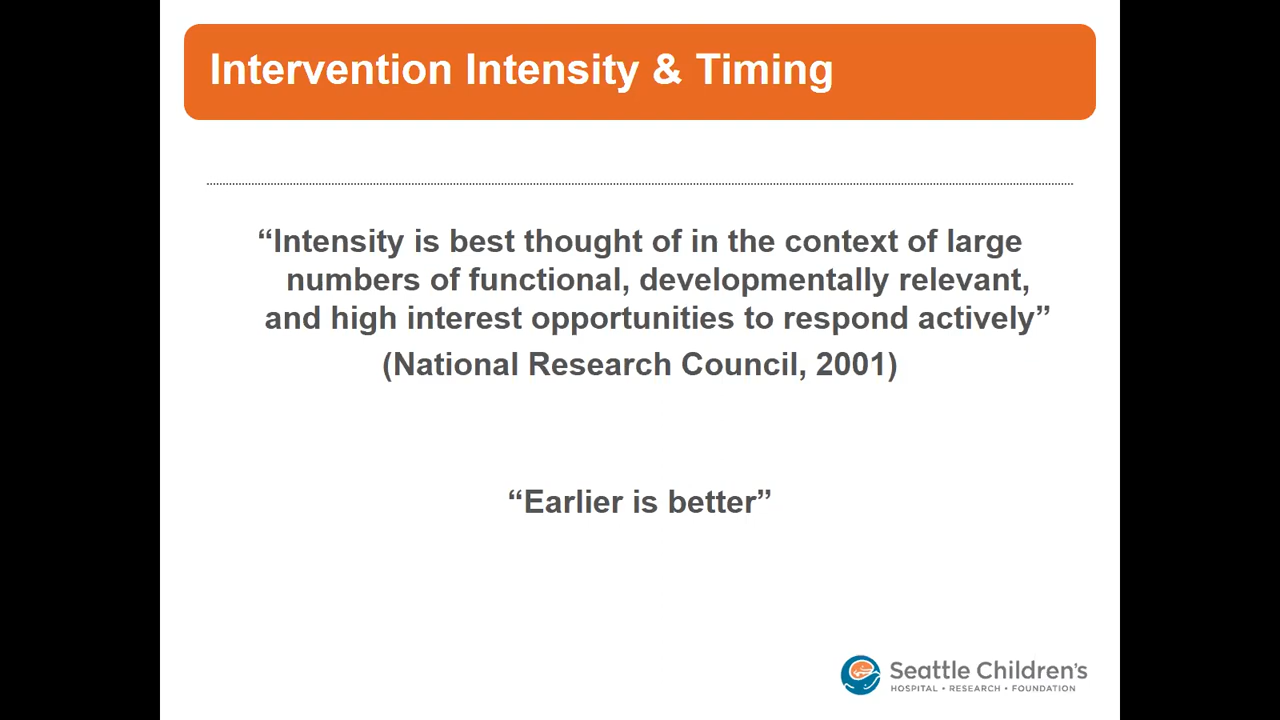 Intervention Intensity & Timing
“Intensity is best thought of in the context of large
numbers of functional, developmentally relevant,
and high interest opportunities to respond actively”
(National Research Council, 2001)
“Earlier is better”
Seattle Children’s
HOSPITAL • RESEARCH • FOUNDATION